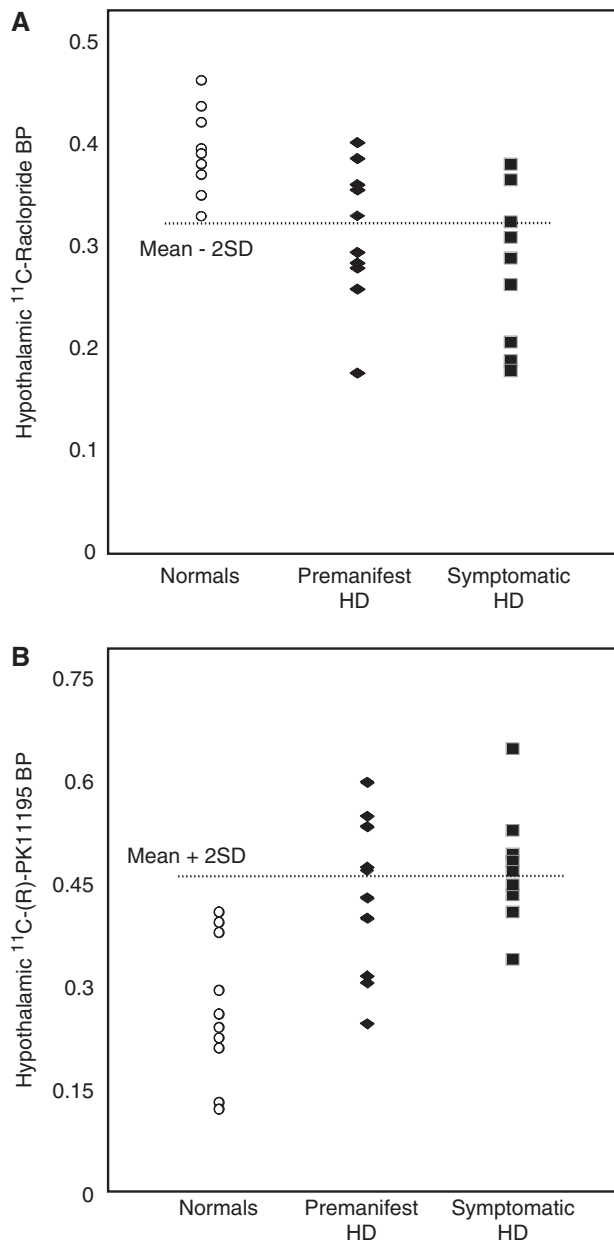 A
Hypothalamic ¹¹C-Raclopride BP
0.5
0.4
0.3
0.2
0.1
0
Mean - 2SD
Normals
Premanifest
HD
Symptomatic
HD
B
Hypothalamic ¹¹C-(R)-PK11195 BP
0.75
0.6
0.45
0.3
0.15
0
Mean + 2SD
Normals
Premanifest
HD
Symptomatic
HD